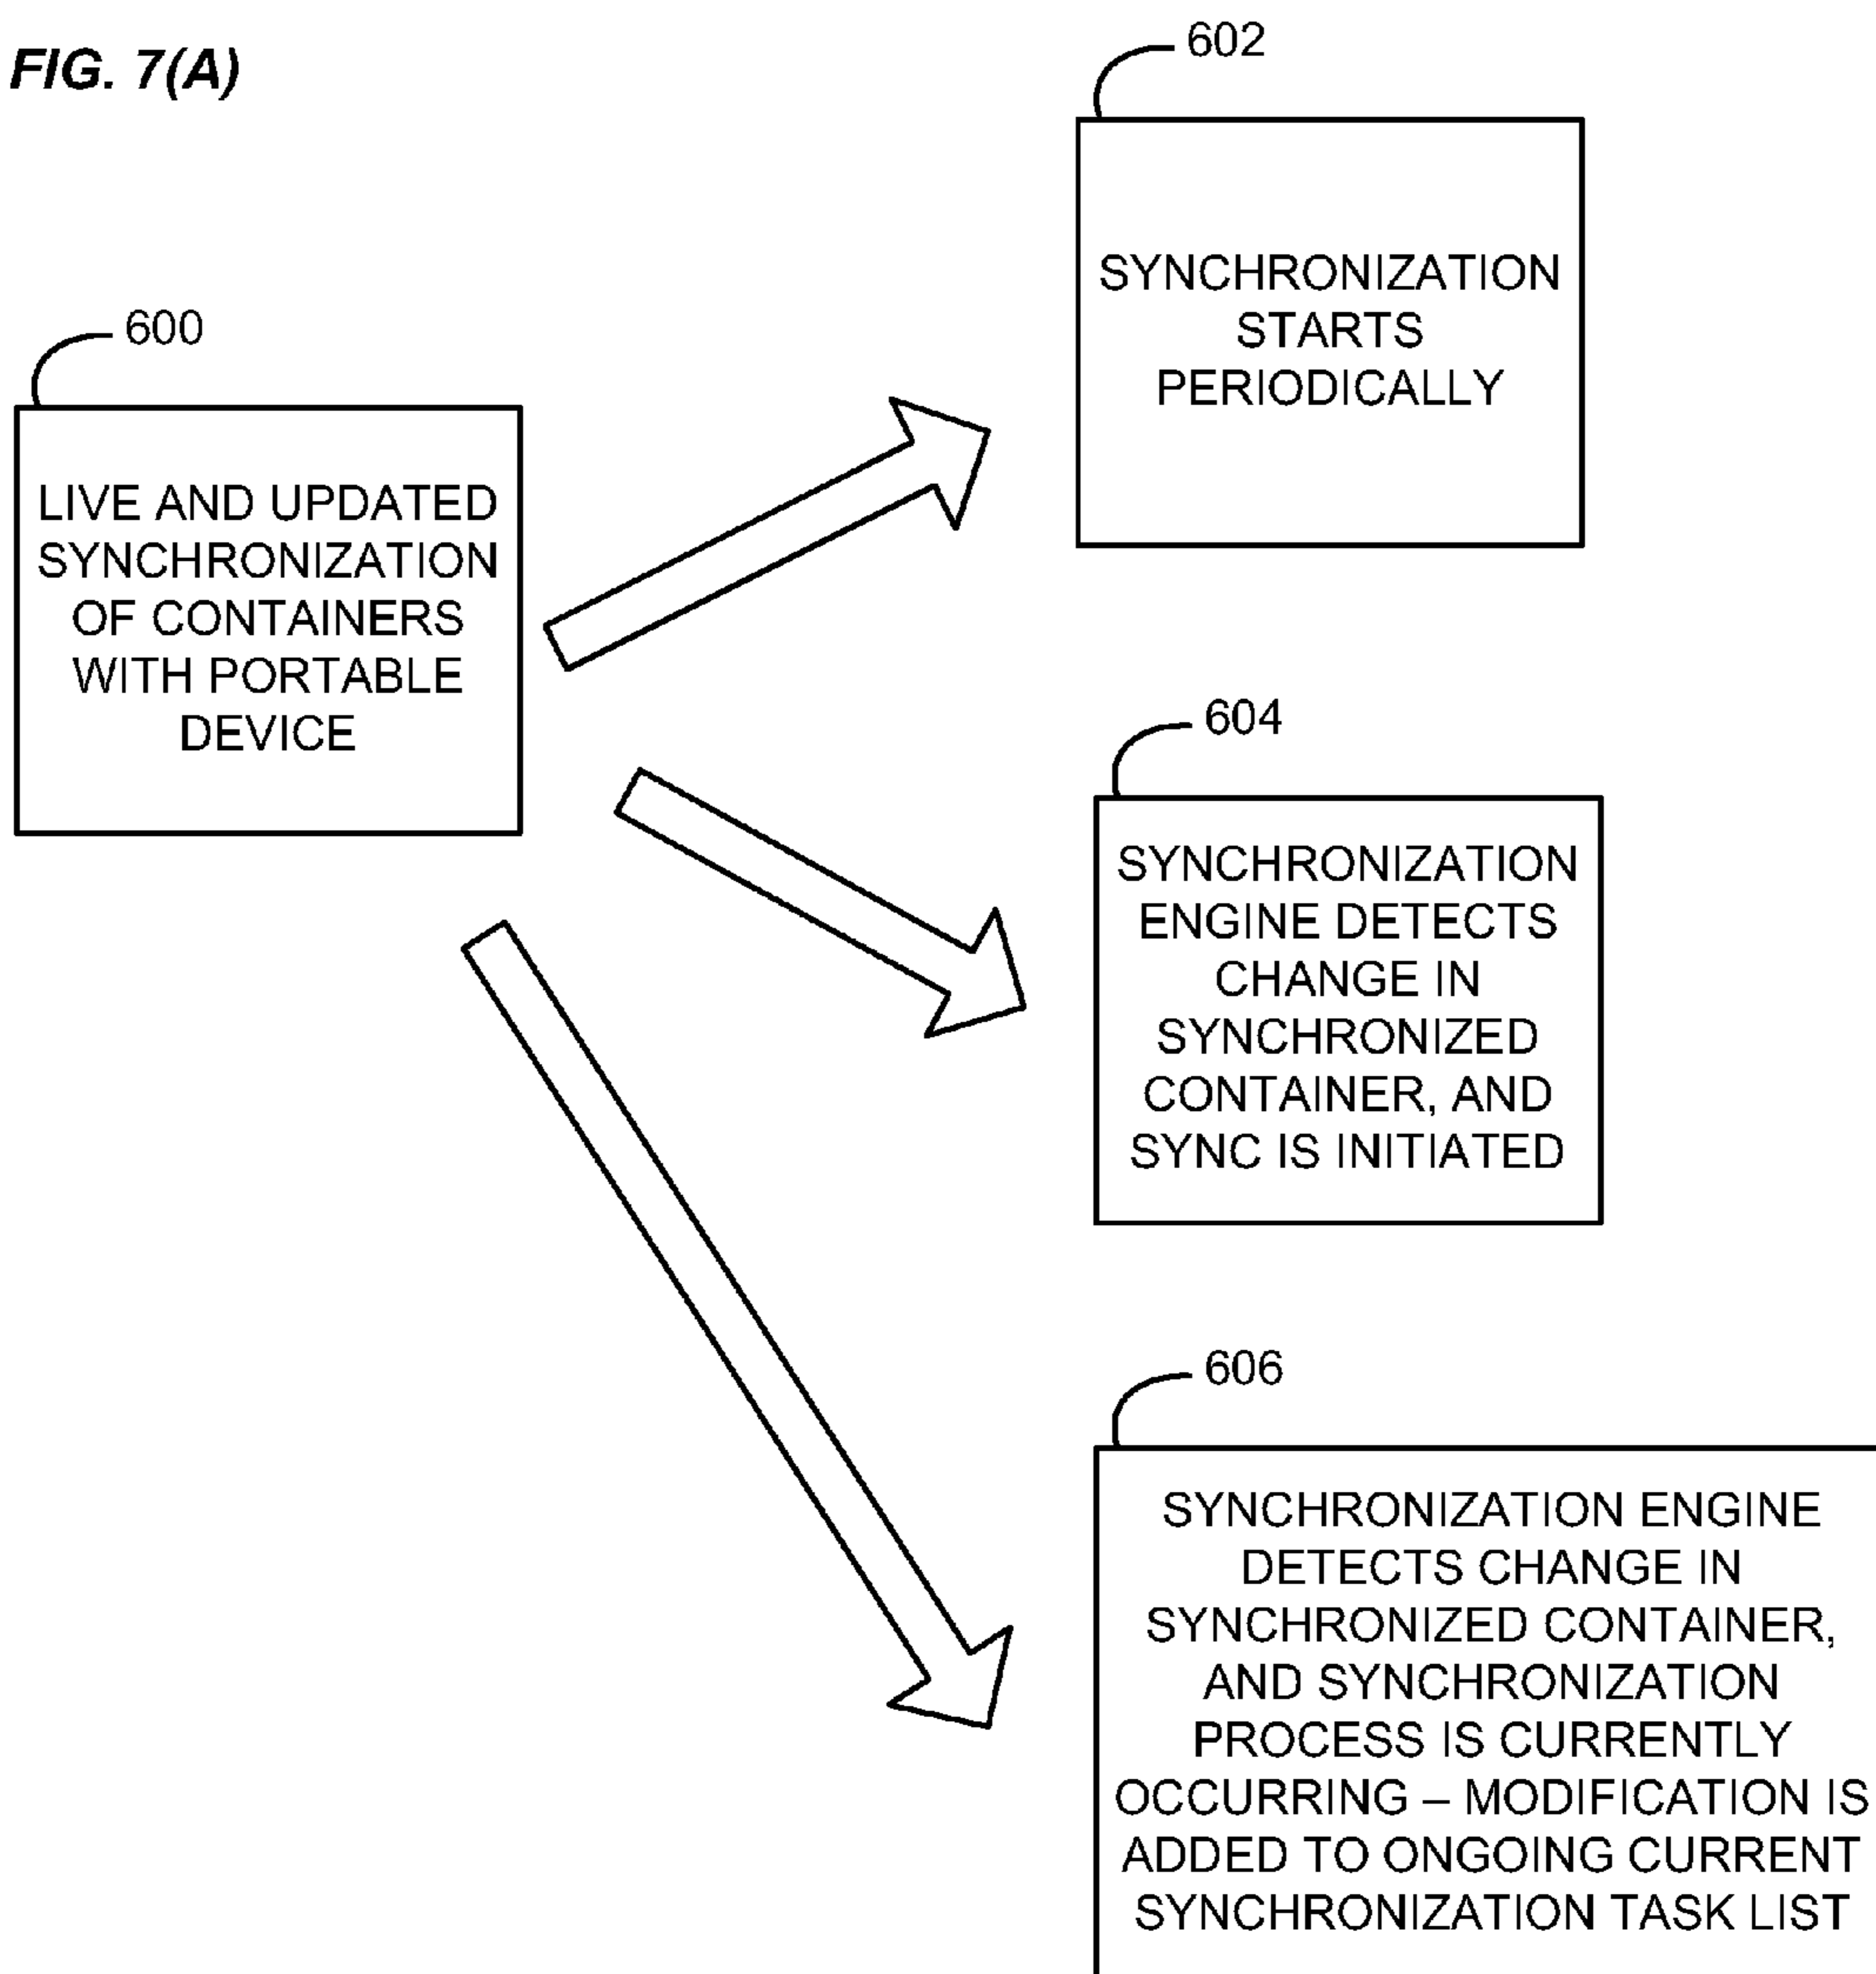 FIG. 7(A)
602
SYNCHRONIZATION
STARTS
PERIODICALLY
600
LIVE AND UPDATED
SYNCHRONIZATION
OF CONTAINERS
WITH PORTABLE
DEVICE
604
SYNCHRONIZATION
ENGINE DETECTS
CHANGE IN
SYNCHRONIZED
CONTAINER, AND
SYNC IS INITIATED
606
SYNCHRONIZATION ENGINE
DETECTS CHANGE IN
SYNCHRONIZED CONTAINER,
AND SYNCHRONIZATION
PROCESS IS CURRENTLY
OCCURRING – MODIFICATION IS
ADDED TO ONGOING CURRENT
SYNCHRONIZATION TASK LIST